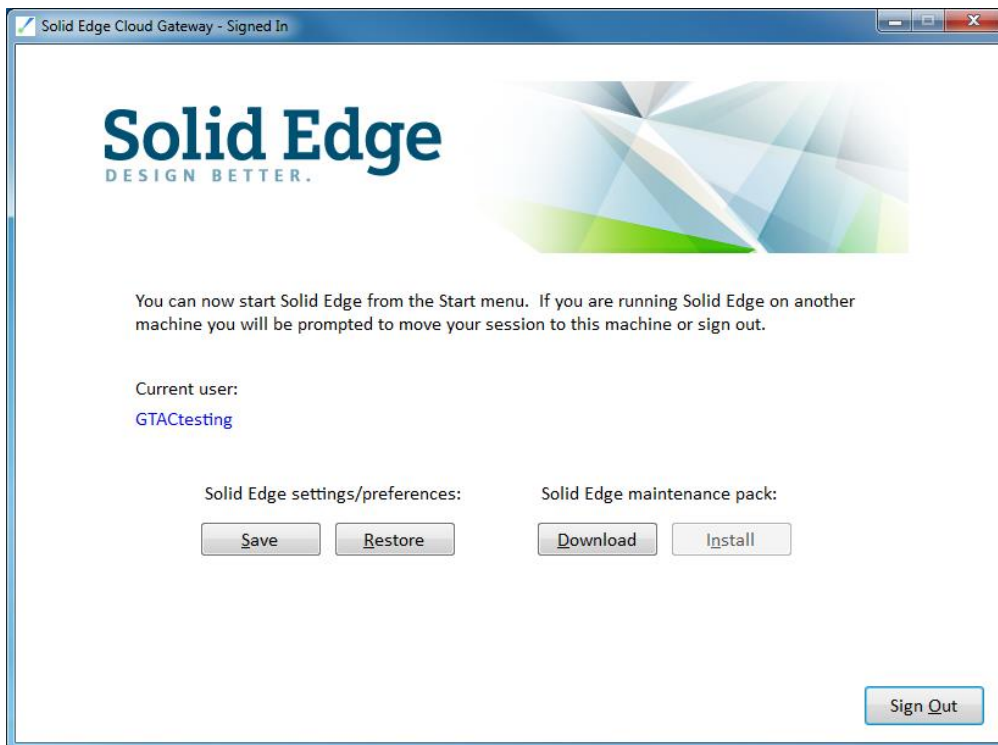 Solid Edge Cloud Gateway - Signed In
Solid Edge
DESIGN BETTER.
You can now start Solid Edge from the Start menu.  If you are running Solid Edge on another
machine you will be prompted to move your session to this machine or sign out.
Current user:
GTACtesting
Solid Edge settings/preferences: Solid Edge maintenance pack:
Save Restore Download Install
Sign Out